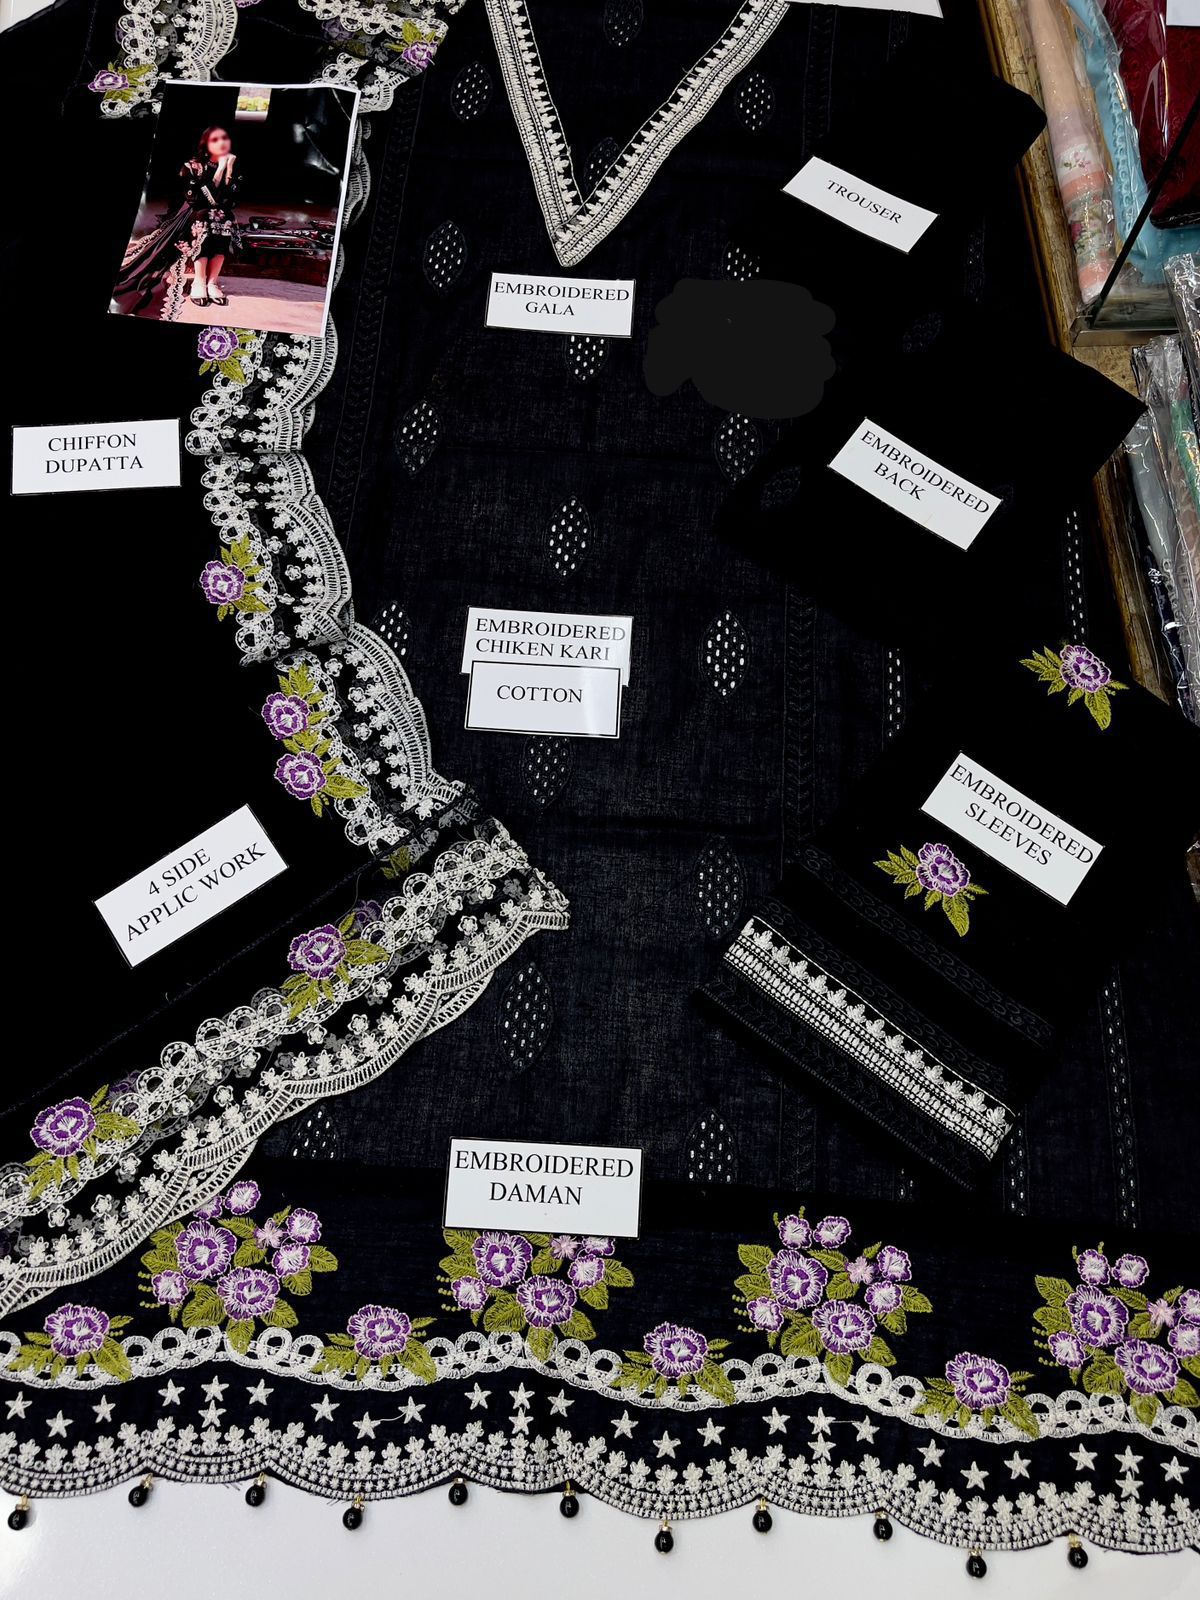 TROUSER
EMBROIDERED
GALA
CHIFFON
DUPATTA
EMBROIDERED
BACK
EMBROIDERED
CHIKEN KARI
COTTON
EMBROIDERED
SLEEVES
4 SIDE
APPLIC WORK
EMBROIDERED
DAMAN